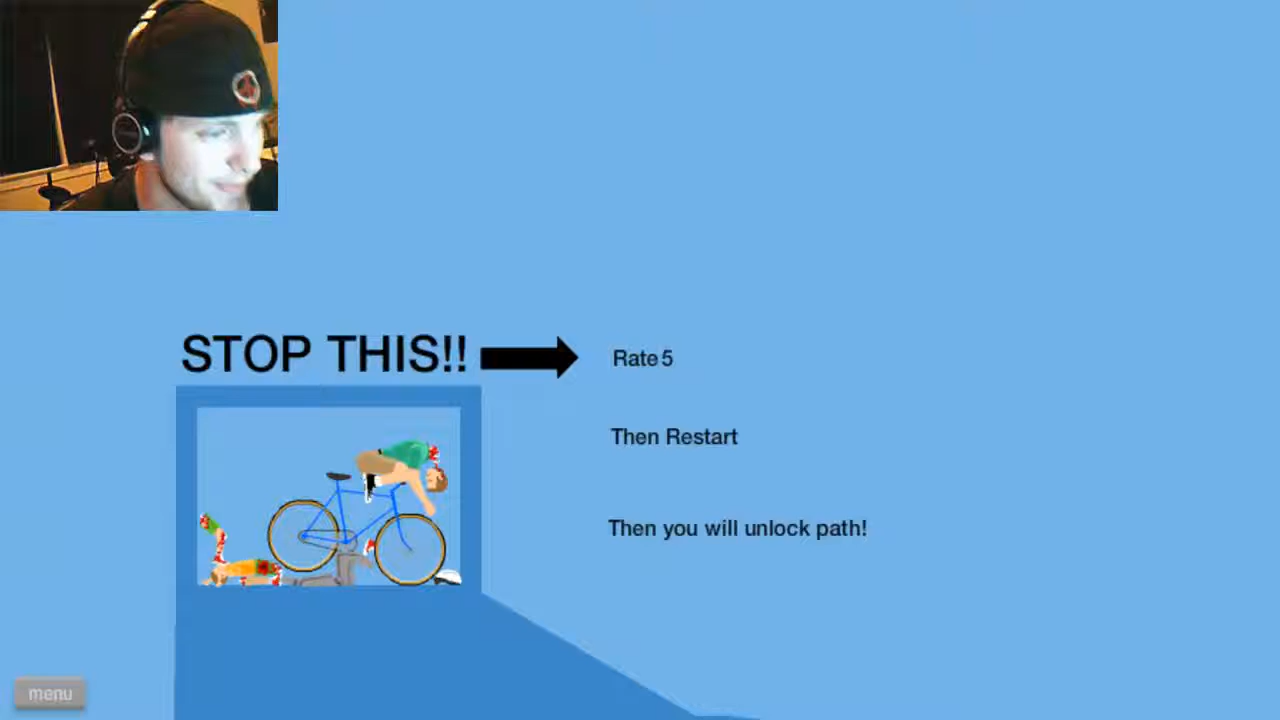 STOP THIS!!
Rate 5
Then Restart
Then you will unlock path!
menu